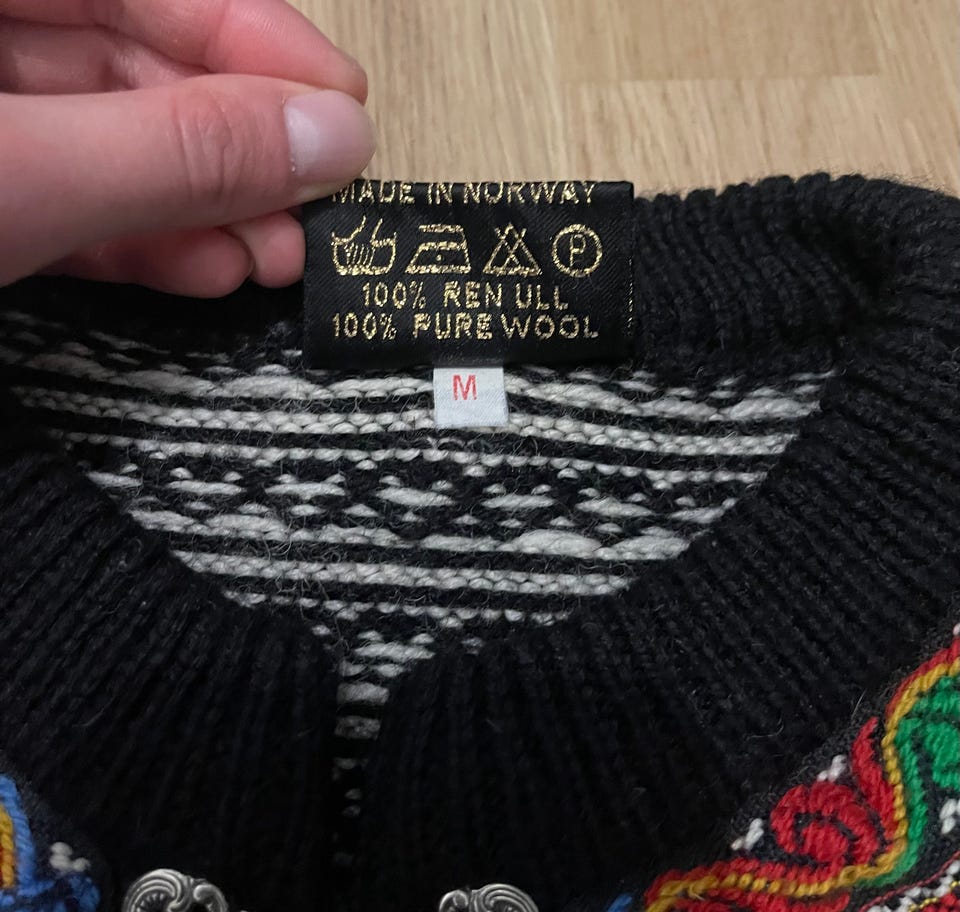 MADE IN NORWAY
P
100% REN ULL
100% PURE WOOL
M